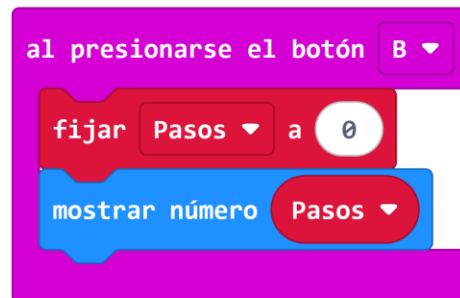 al presionarse el botón B
fijar Pasos a 0
mostrar número Pasos